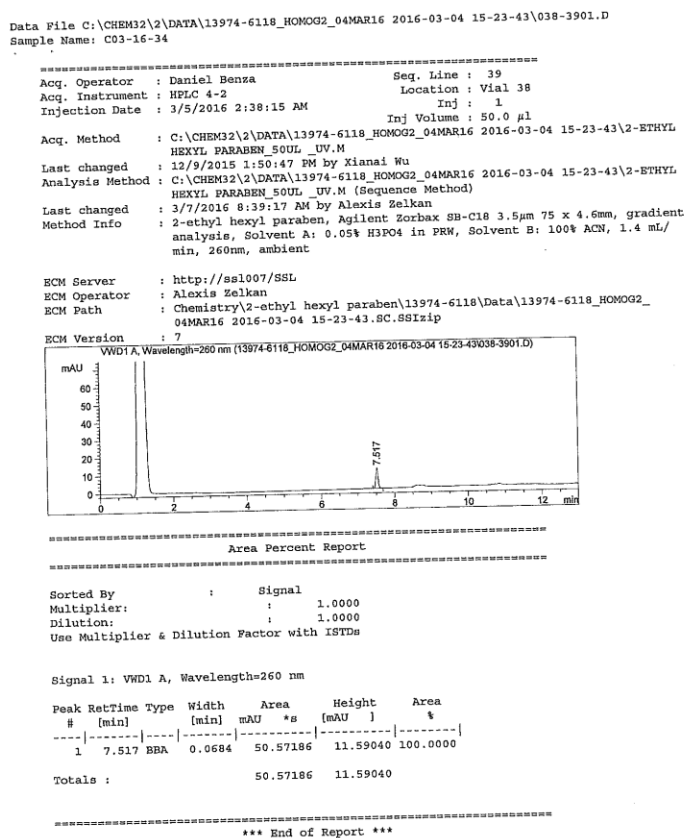 Data File C:\CHEM32\2\DATA\13974-6118_HOMOG2_04MAR16 2016-03-04 15-23-43\038-3901.D
Sample Name: C03-16-34
=====================================================================
Acq. Operator : Daniel Benza Seq. Line : 39
Acq. Instrument : HPLC 4-2 Location : Vial 38
Injection Date : 3/5/2016 2:38:15 AM Inj : 1
Inj Volume : 50.0 µl
Acq. Method : C:\CHEM32\2\DATA\13974-6118_HOMOG2_04MAR16 2016-03-04 15-23-43\2-ETHYL
HEXYL PARABEN_50UL _UV.M
Last changed : 12/9/2015 1:50:47 PM by Xianai Wu
Analysis Method : C:\CHEM32\2\DATA\13974-6118_HOMOG2_04MAR16 2016-03-04 15-23-43\2-ETHYL
HEXYL PARABEN_50UL _UV.M (Sequence Method)
Last changed : 3/7/2016 8:39:17 AM by Alexis Zelkan
Method Info : 2-ethyl hexyl paraben, Agilent Zorbax SB-C18 3.5µm 75 x 4.6mm, gradient
analysis, Solvent A: 0.05% H3PO4 in PRW, Solvent B: 100% ACN, 1.4 mL/
min, 260nm, ambient
ECM Server : http://ssl007/SSL
ECM Operator : Alexis Zelkan
ECM Path : Chemistry\2-ethyl hexyl paraben\13974-6118\Data\13974-6118_HOMOG2_
04MAR16 2016-03-04 15-23-43.SC.SSIzip
ECM Version : 7
VWD1 A, Wavelength=260 nm (13974-6118_HOMOG2_04MAR16 2016-03-04 15-23-43\038-3901.D)
mAU
60
50
40
30
20
10
0
7.517
0 2 4 6 8 10 12 min
=====================================================================
Area Percent Report
=====================================================================
Sorted By : Signal
Multiplier: : 1.0000
Dilution: : 1.0000
Use Multiplier & Dilution Factor with ISTDs
Signal 1: VWD1 A, Wavelength=260 nm
Peak RetTime Type Width Area Height Area
# [min] [min] mAU *s [mAU ] %
----|-------|----|-------|----------|----------|--------|
1 7.517 BBA 0.0684 50.57186 11.59040 100.0000
Totals : 50.57186 11.59040
=====================================================================
*** End of Report ***